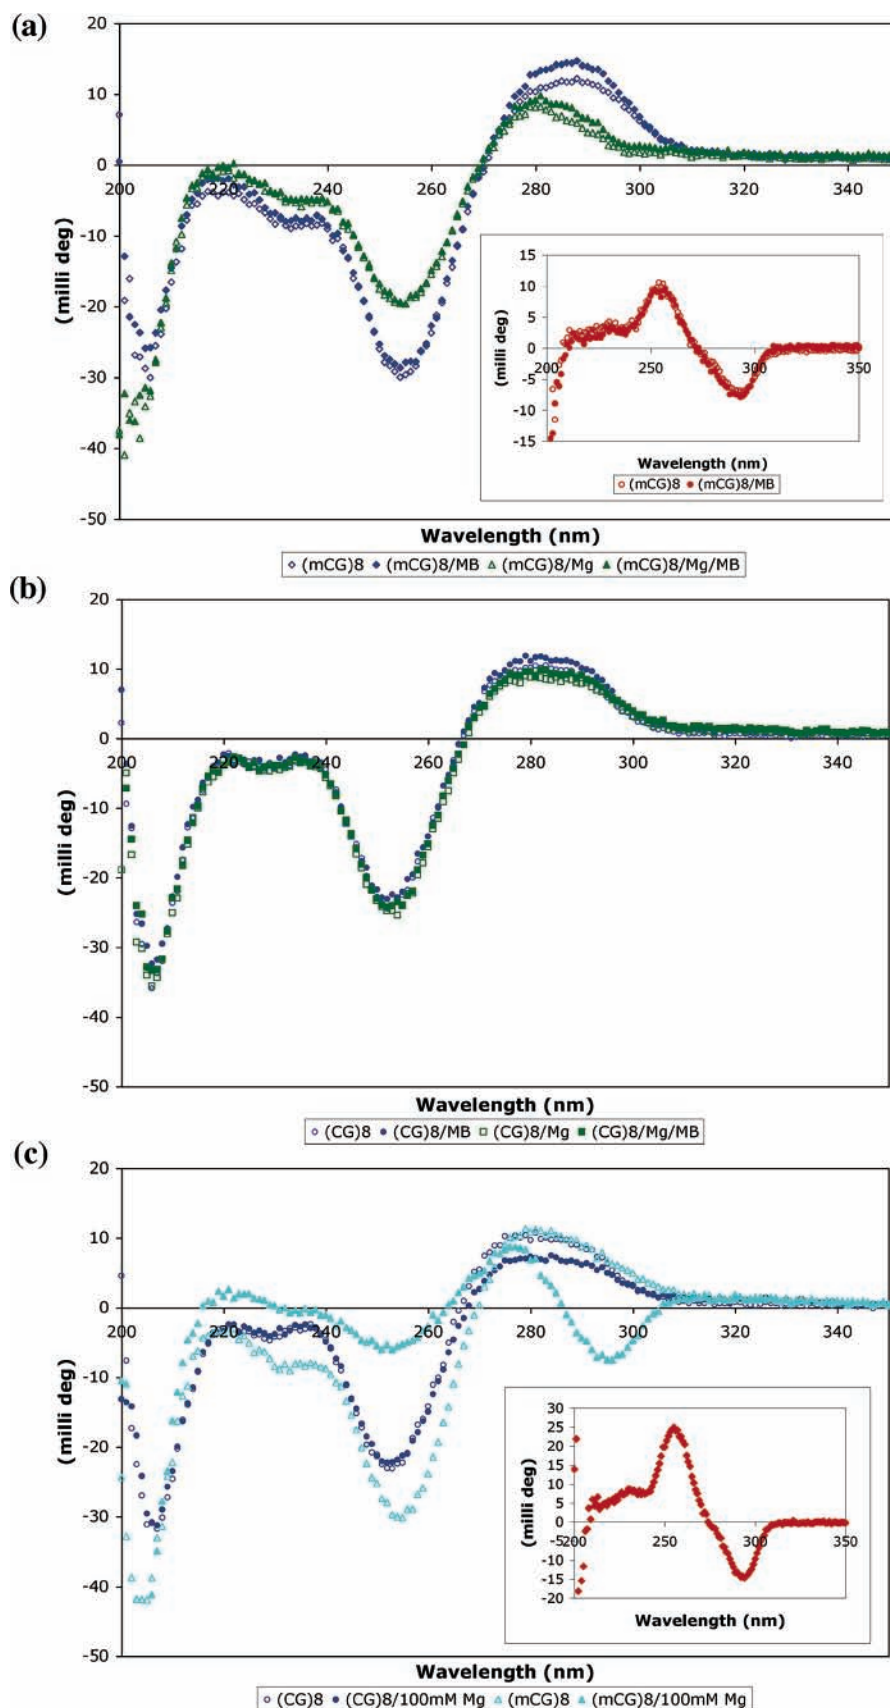 (a)
20
10
0
-10
-20
-30
-40
-50
200 220 240 260 280 300 320 340
(milli deg)
Wavelength (nm)
15
10
5
0
-5
-10
-15
200 250 300 350
(milli deg)
Wavelength (nm)
(mCG)8 (mCG)8/MB
(mCG)8 (mCG)8/MB (mCG)8/Mg (mCG)8/Mg/MB
(b)
20
10
0
-10
-20
-30
-40
-50
200 220 240 260 280 300 320 340
(milli deg)
Wavelength (nm)
(CG)8 (CG)8/MB (CG)8/Mg (CG)8/Mg/MB
(c)
20
10
0
-10
-20
-30
-40
-50
200 220 240 260 280 300 320 340
(milli deg)
Wavelength (nm)
30
25
20
15
10
5
0
-5
-10
-15
-20
200 250 300 350
(milli deg)
Wavelength (nm)
(CG)8 (CG)8/100mM Mg (mCG)8 (mCG)8/100mM Mg